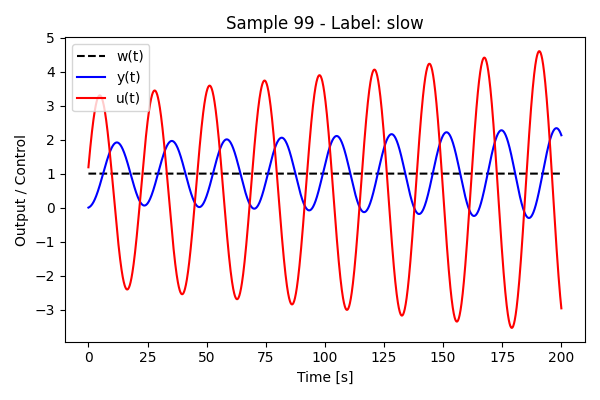 Sample 99 - Label: slow
w(t)
y(t)
u(t)
Output / Control
5
4
3
2
1
0
−1
−2
−3
0 25 50 75 100 125 150 175 200
Time [s]